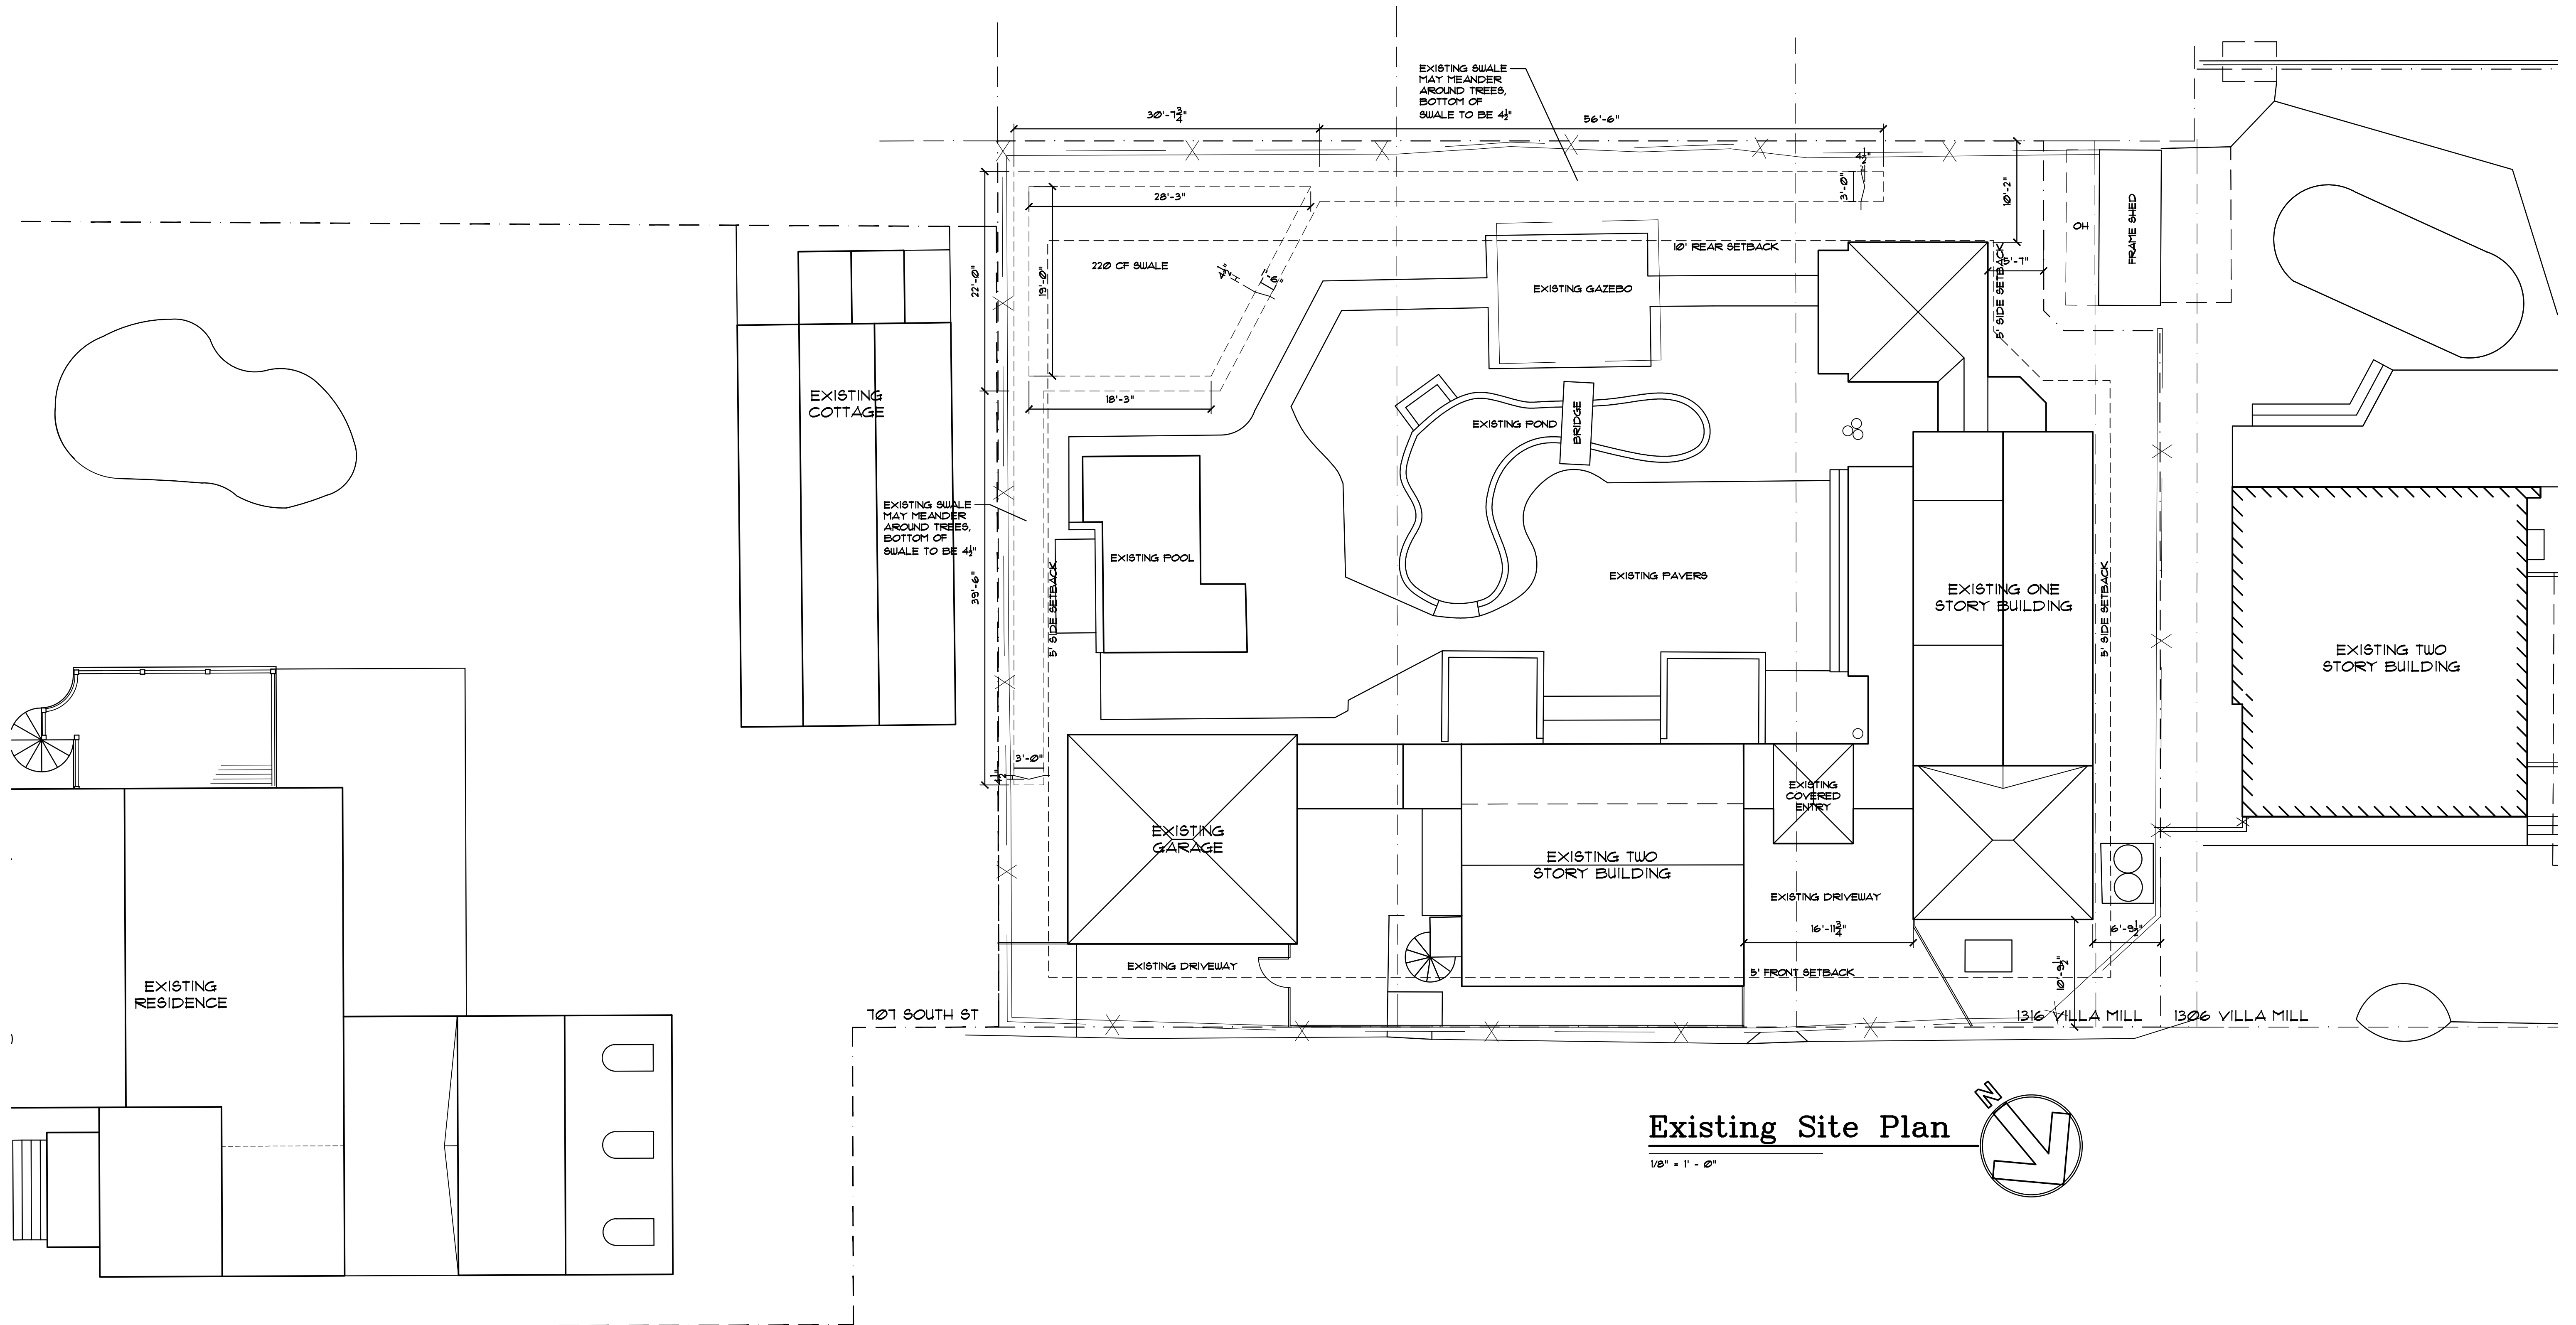 EXISTING SWALE
MAY MEANDER
AROUND TREES,
BOTTOM OF
SWALE TO BE 4½"
30'-7¾"
56'-6"
4½"
3'-0"
10'-2"
28'-3"
10' REAR SETBACK
5' SIDE SETBACK
5'-7"
OH
FRAME SHED
220 CF SWALE
4½"
1'-6"
22'-0"
19'-0"
EXISTING GAZEBO
18'-3"
EXISTING
COTTAGE
EXISTING POND
BRIDGE
EXISTING SWALE
MAY MEANDER
AROUND TREES,
BOTTOM OF
SWALE TO BE 4½"
39'-6"
5' SIDE SETBACK
EXISTING POOL
EXISTING PAVERS
EXISTING ONE
STORY BUILDING
5' SIDE SETBACK
EXISTING TWO
STORY BUILDING
3'-0"
4½"
EXISTING
GARAGE
EXISTING
COVERED
ENTRY
EXISTING TWO
STORY BUILDING
EXISTING DRIVEWAY
16'-11¾"
6'-9½"
10'-9½"
EXISTING DRIVEWAY
5' FRONT SETBACK
EXISTING
RESIDENCE
707 SOUTH ST
1316 VILLA MILL
1306 VILLA MILL
N
Existing Site Plan
1/8" = 1' - 0"